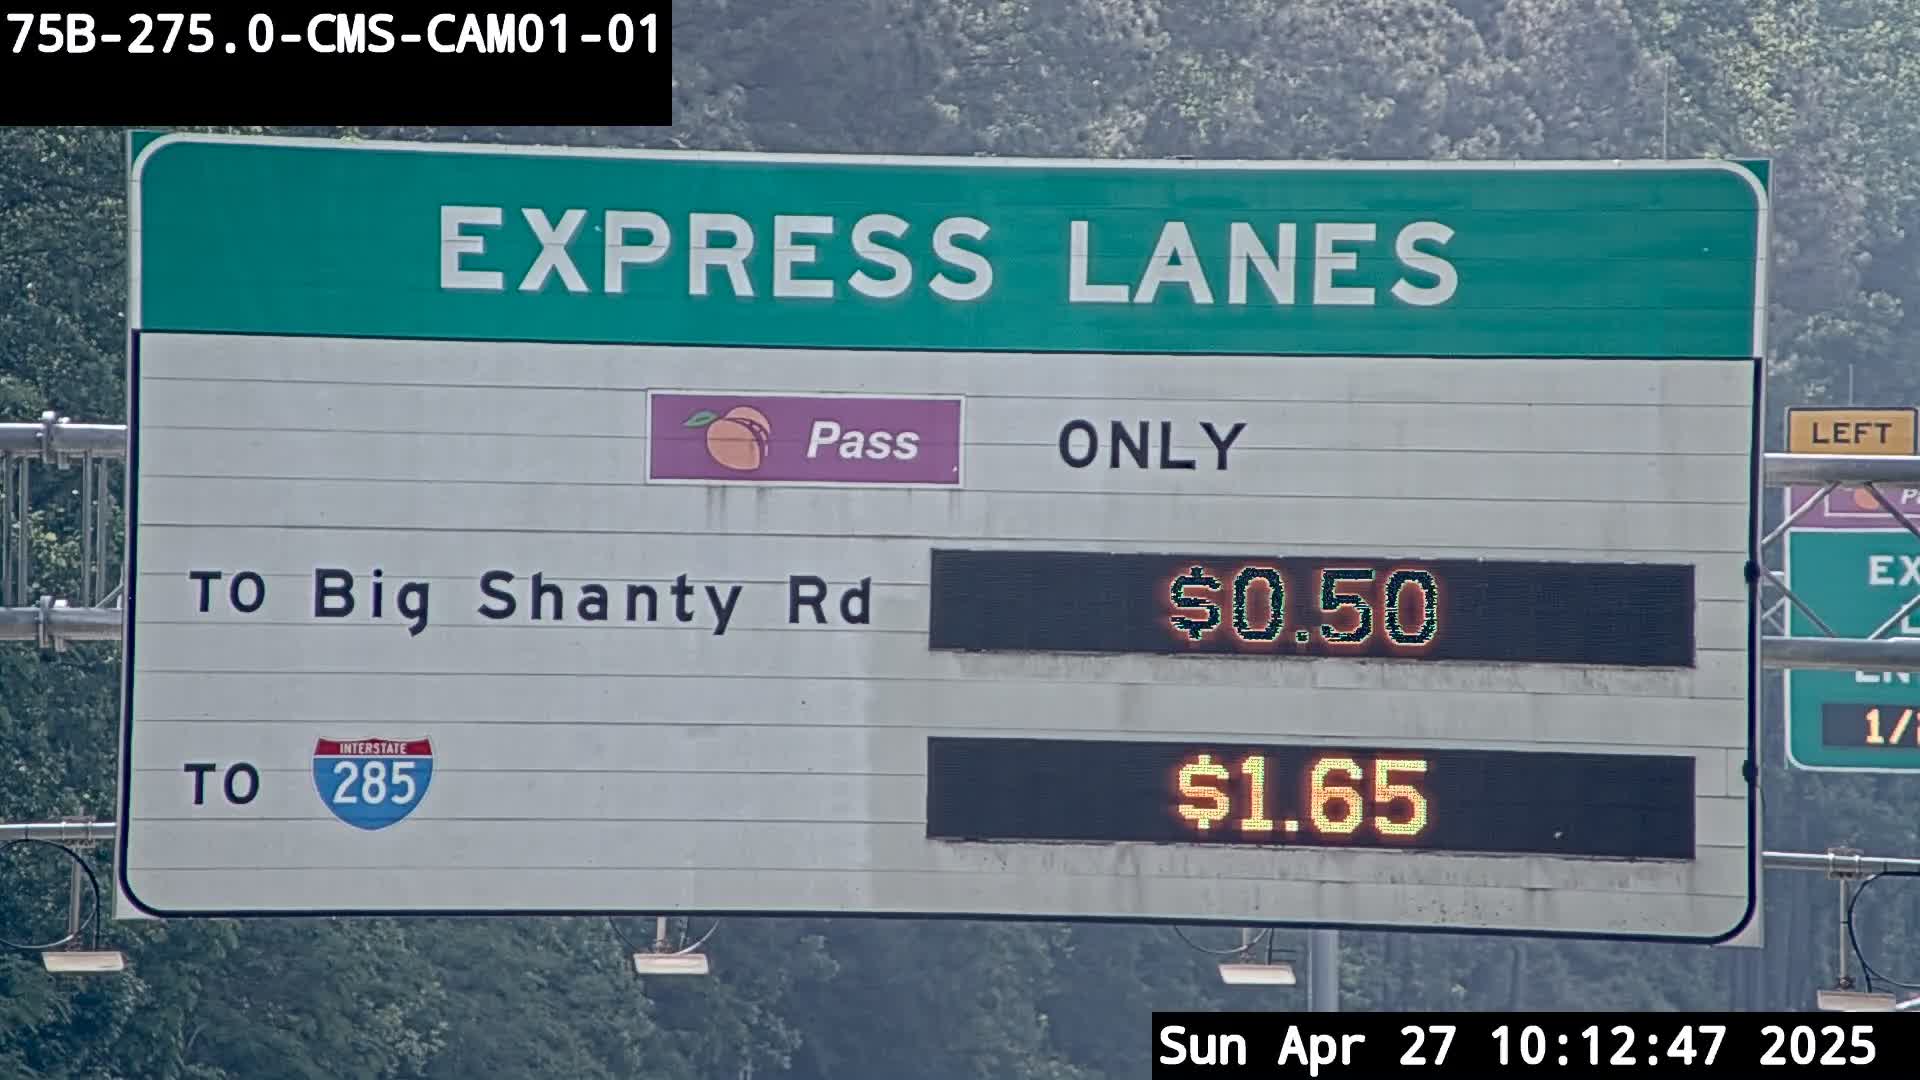 75B-275.0-CMS-CAM01-01
EXPRESS LANES
Pass ONLY
TO Big Shanty Rd $0.50
TO INTERSTATE 285 $1.65
LEFT
Sun Apr 27 10:12:47 2025